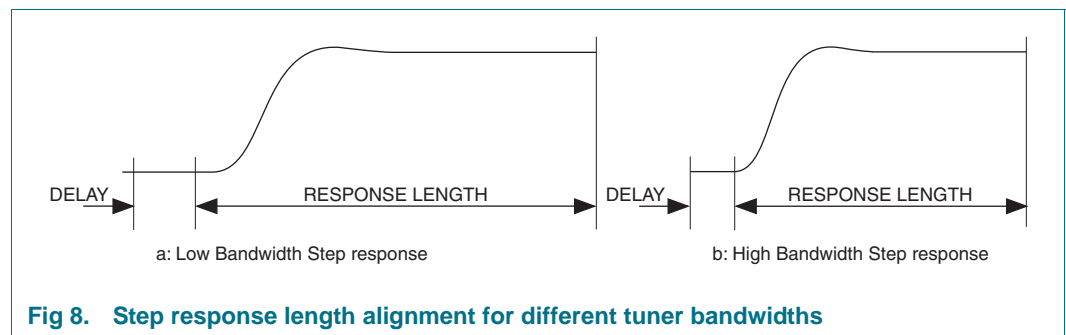 DELAY
RESPONSE LENGTH
DELAY
RESPONSE LENGTH
a: Low Bandwidth Step response
b: High Bandwidth Step response
Fig 8. Step response length alignment for different tuner bandwidths